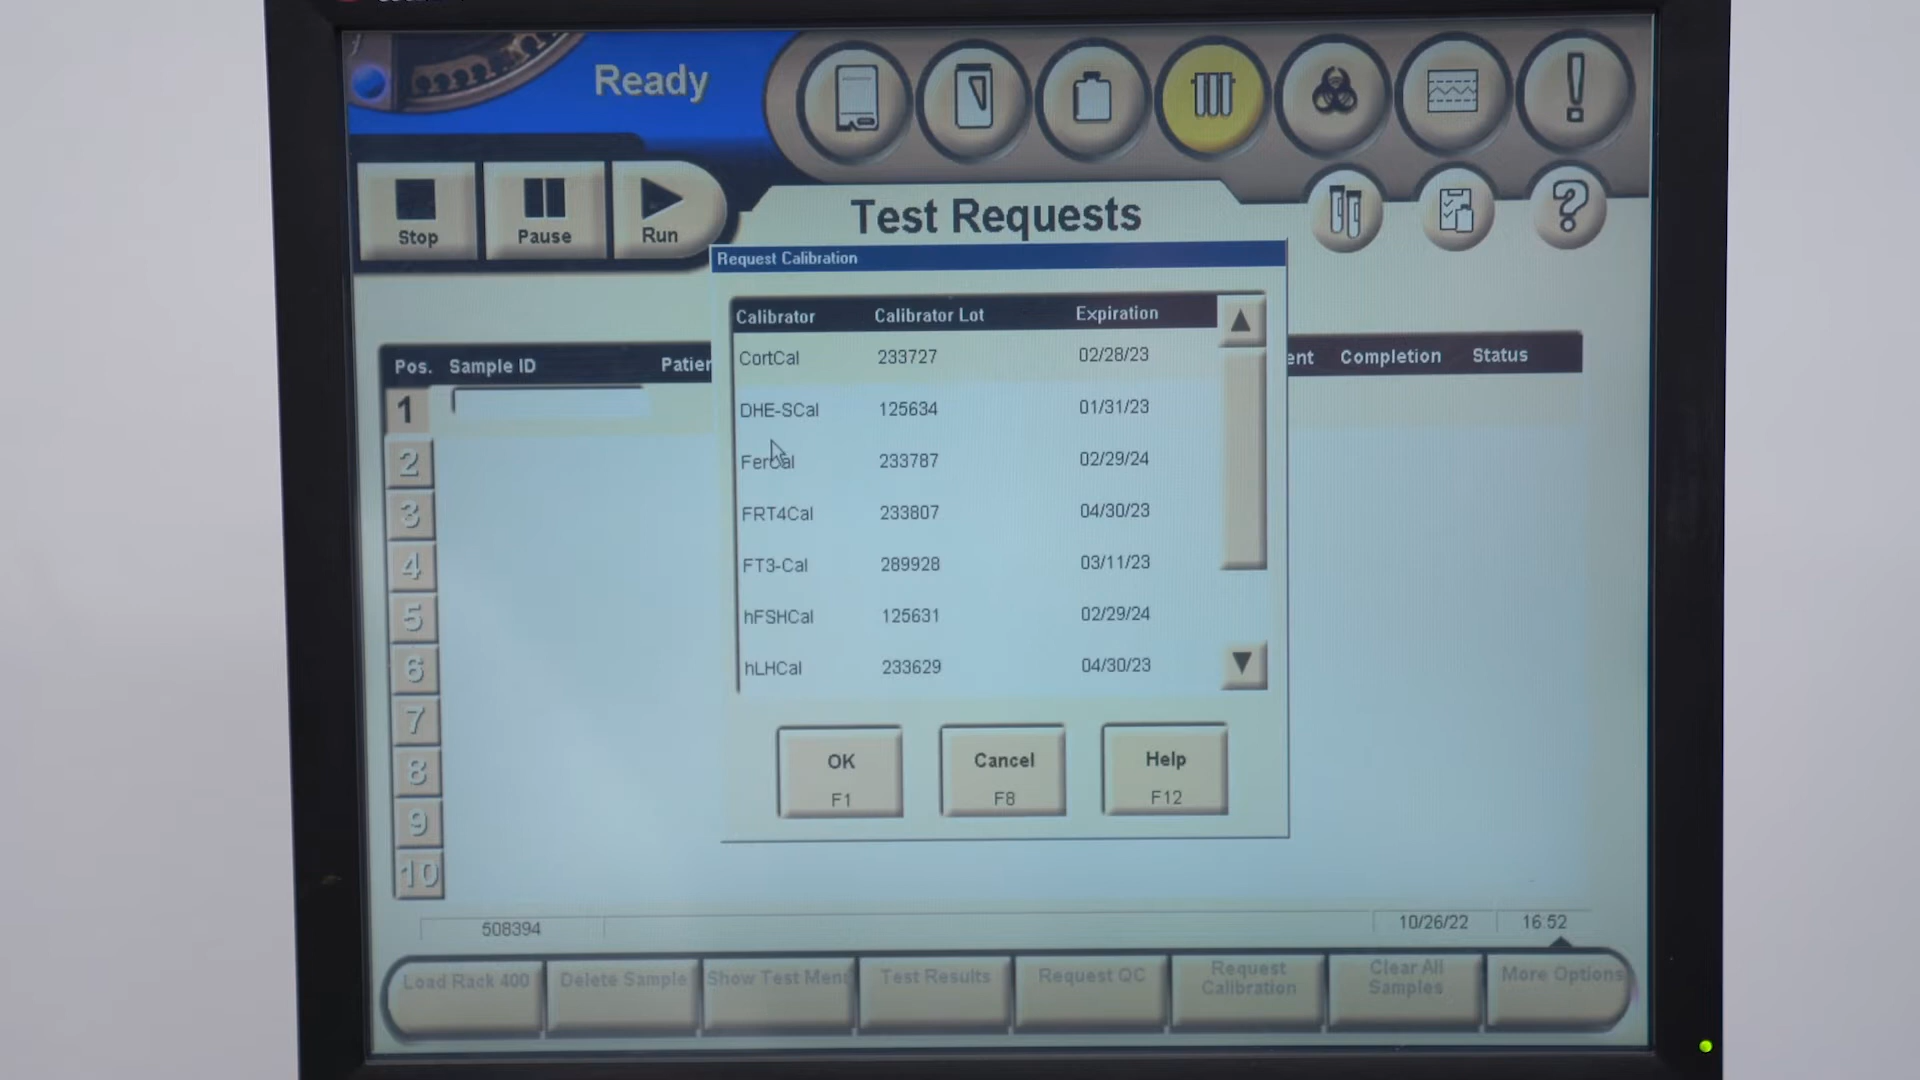 Ready
Stop
Pause
Run
Test Requests
Request Calibration
Calibrator Calibrator Lot Expiration
CortCal 233727 02/28/23
DHE-SCal 125634 01/31/23
FerCal 233787 02/29/24
FRT4Cal 233807 04/30/23
FT3-Cal 289928 03/11/23
hFSHCal 125631 02/29/24
hLHCal 233629 04/30/23
OK
F1
Cancel
F8
Help
F12
Pos. Sample ID Patien ent Completion Status
1
2
3
4
5
6
7
8
9
10
508394 10/26/22 16:52
Load Rack 400
Delete Sample
Show Test Menu
Test Results
Request QC
Request
Calibration
Clear All
Samples
More Options